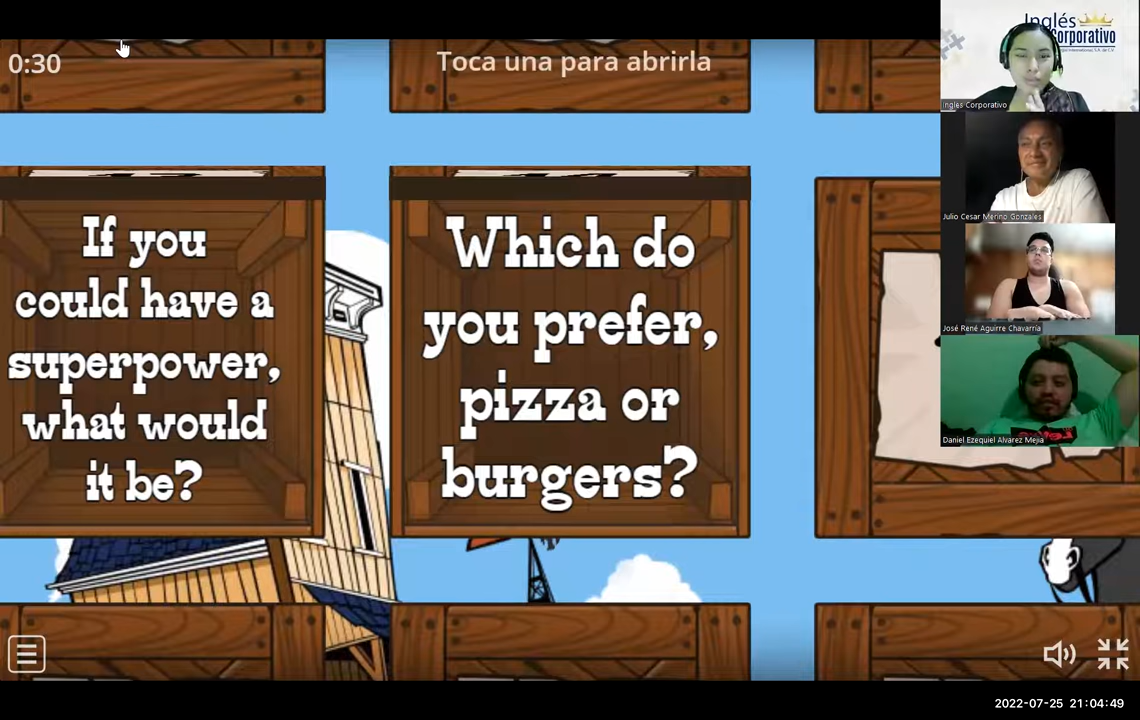 0:30
Toca una para abrirla
If you
could have a
superpower,
what would
it be?
Which do
you prefer,
pizza or
burgers?
Inglés
Corporativo
Inglés Corporativo
Julio Cesar Merino Gonzales
José René Aguirre Chavarría
Daniel Ezequiel Alvarez Mejia
2022-07-25 21:04:49